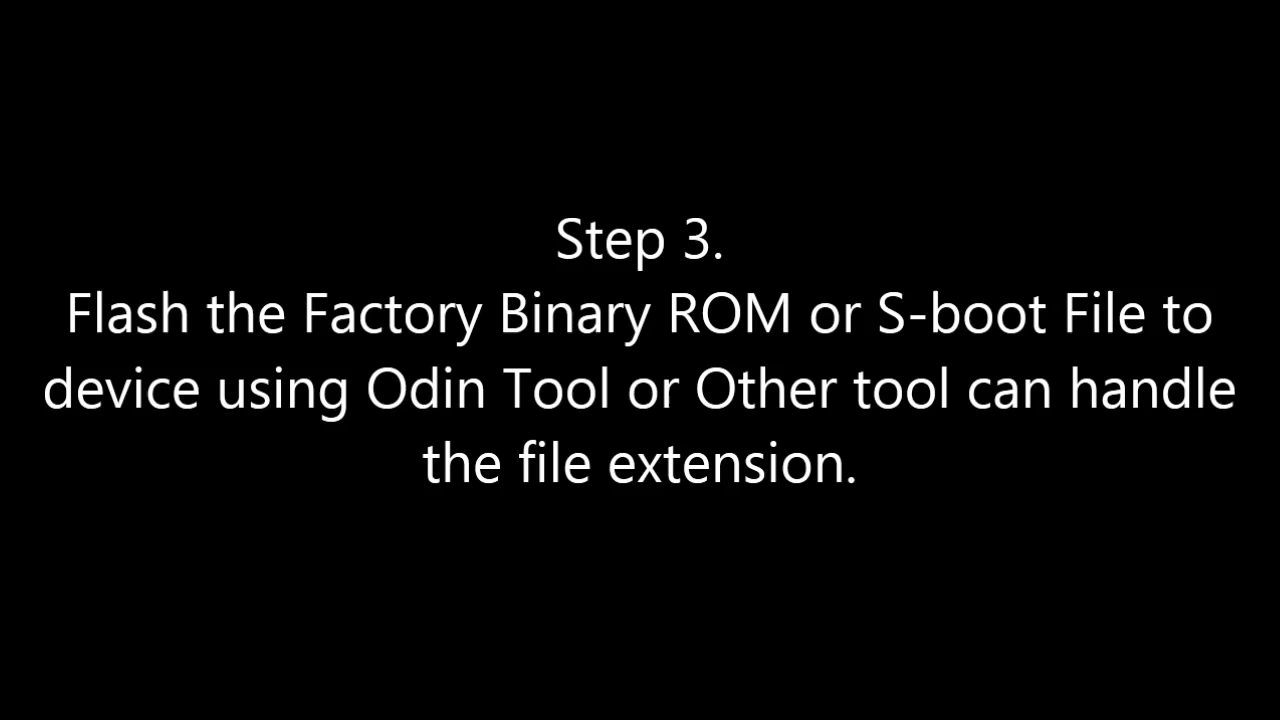 Step 3.
Flash the Factory Binary ROM or S-boot File to
device using Odin Tool or Other tool can handle
the file extension.